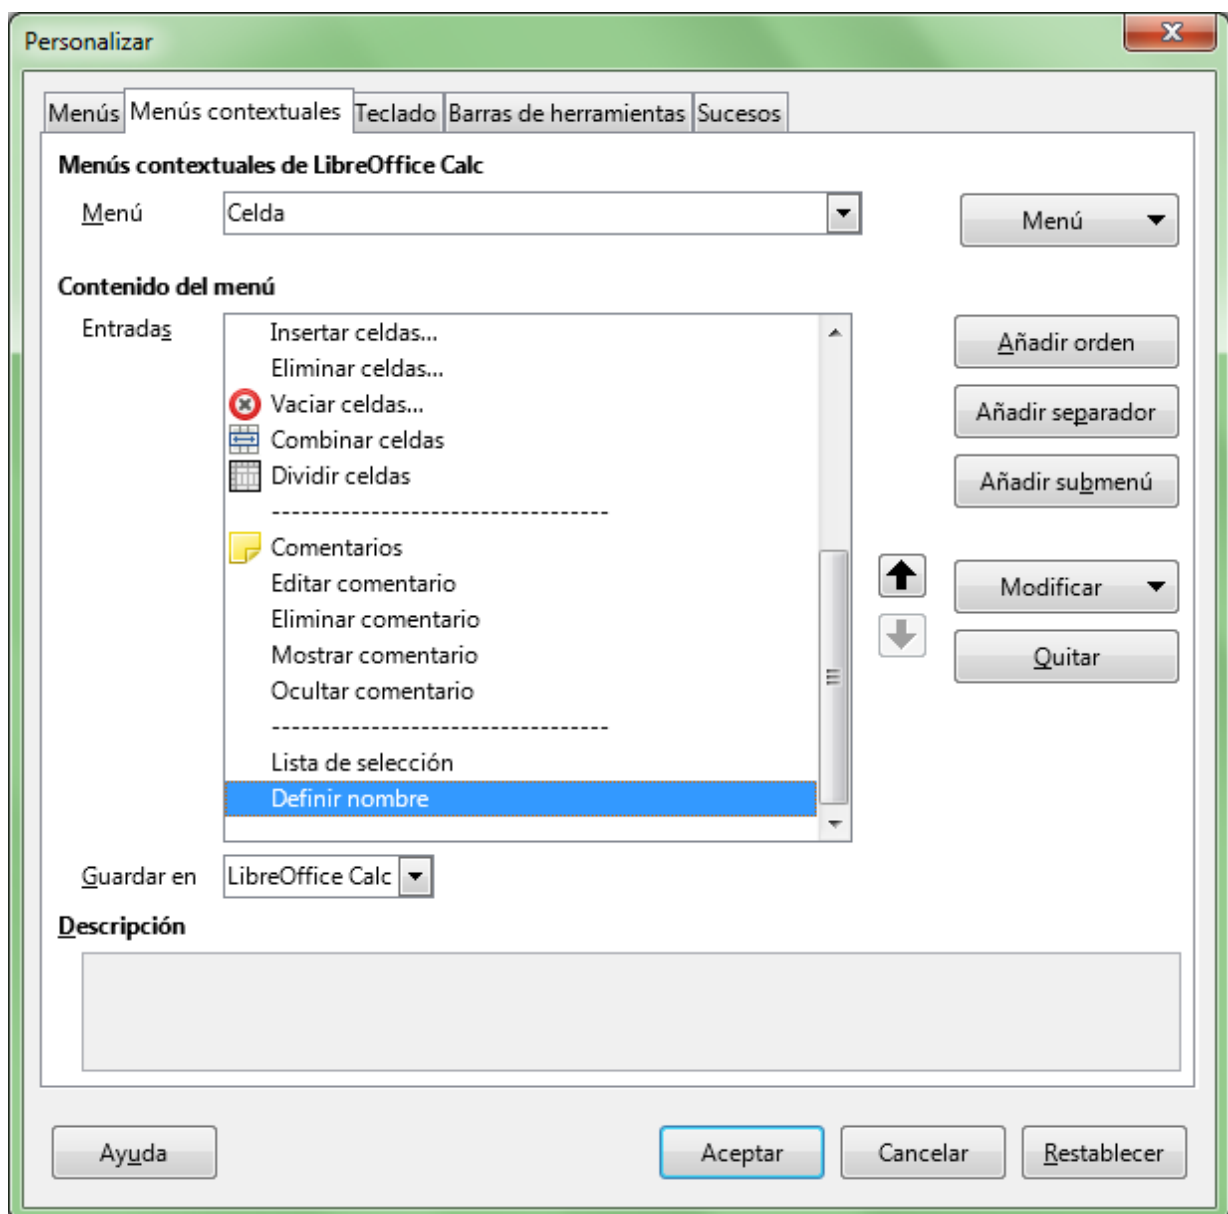 Personalizar
Menús Menús contextuales Teclado Barras de herramientas Sucesos
Menús contextuales de LibreOffice Calc
Menú Celda Menú
Contenido del menú
Entradas
Insertar celdas...
Añadir orden
Eliminar celdas...
Vaciar celdas...
Añadir separador
Combinar celdas
Dividir celdas
Añadir submenú
----------------------------------
Comentarios
Editar comentario
Modificar
Eliminar comentario
Mostrar comentario
Quitar
Ocultar comentario
----------------------------------
Lista de selección
Definir nombre
Guardar en LibreOffice Calc
Descripción
Ayuda Aceptar Cancelar Restablecer